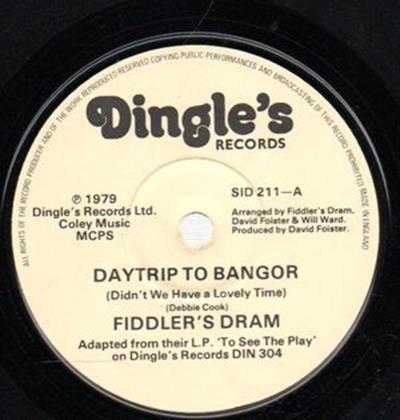 ALL RIGHTS OF THE RECORD PRODUCER AND OF THE WORK REPRODUCED RESERVED COPYING PUBLIC PERFORMANCES AND BROADCASTING OF THIS RECORD PROHIBITED MADE IN ENGLAND
Dingle's
RECORDS
℗ 1979
Dingle's Records Ltd.
Coley Music
MCPS
SID 211—A
Arranged by Fiddler's Dram,
David Foister & Will Ward.
Produced by David Foister.
DAYTRIP TO BANGOR
(Didn't We Have a Lovely Time)
(Debbie Cook)
FIDDLER'S DRAM
Adapted from their L.P. 'To See The Play'
on Dingle's Records DIN 304